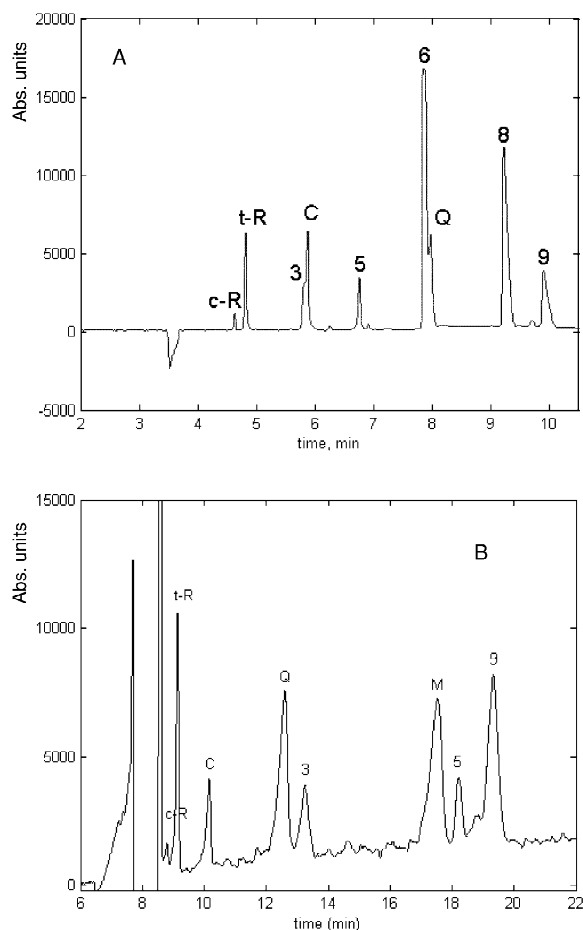 20000
A
6
15000
8
10000
t-R
C
Q
5000
3
5
9
c-R
0
-5000
2 3 4 5 6 7 8 9 10
time, min
Abs. units
15000
B
t-R
10000
Q
M
9
5000
C
3
5
c-R
0
6 8 10 12 14 16 18 20 22
time (min)
Abs. units